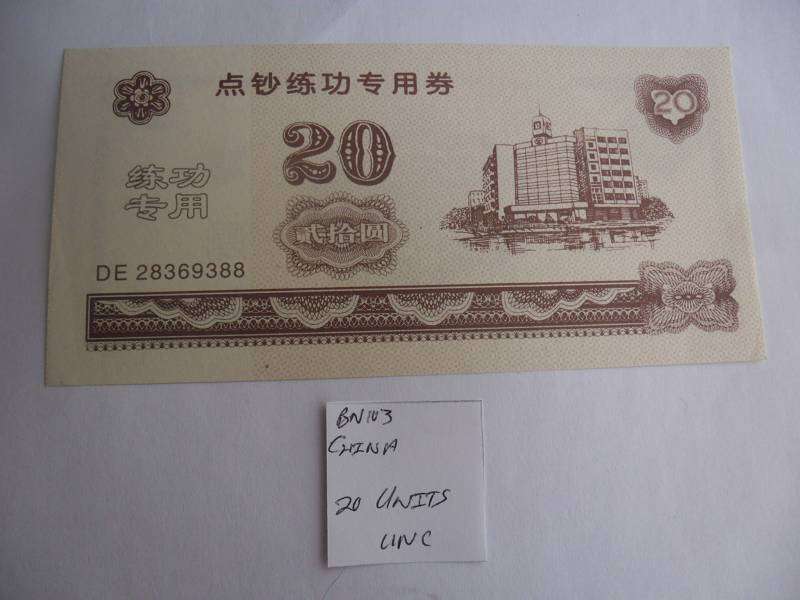 点钞练功专用券
20
20
练功
专用
贰拾圆
DE 28369388
BN103
CHINA
20 UNITS
UNC